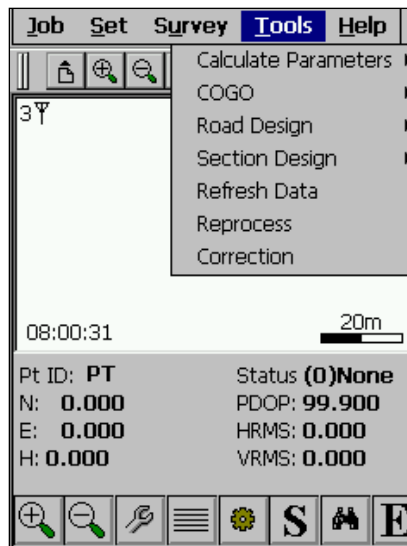 Job Set Survey Tools Help
Calculate Parameters
COGO
Road Design
Section Design
Refresh Data
Reprocess
Correction
3
08:00:31
20m
Pt ID: PT Status (0)None
N: 0.000 PDOP: 99.900
E: 0.000 HRMS: 0.000
H: 0.000 VRMS: 0.000
S E